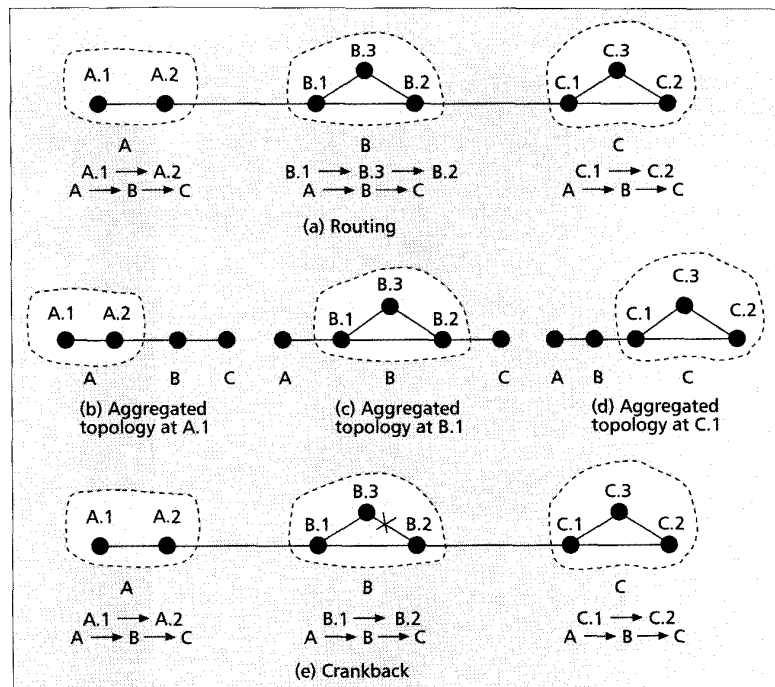 B.3 C.3
A.1 A.2 B.1 B.2 C.1 C.2
A B C
A.1 → A.2 B.1 → B.3 → B.2 C.1 → C.2
A → B → C A → B → C A → B → C
(a) Routing
B.3 C.3
A.1 A.2 B.1 B.2 C.1 C.2
A B C A B C A B C
(b) Aggregated (c) Aggregated (d) Aggregated
topology at A.1 topology at B.1 topology at C.1
B.3 C.3
A.1 A.2 B.1 B.2 C.1 C.2
A B C
A.1 → A.2 B.1 → B.2 C.1 → C.2
A → B → C A → B → C A → B → C
(e) Crankback